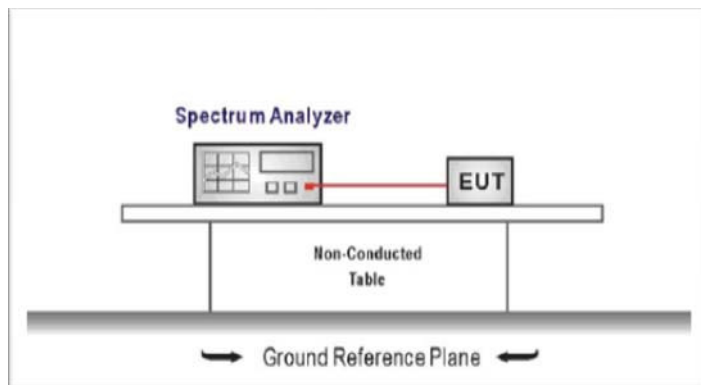 Spectrum Analyzer
EUT
Non-Conducted
Table
Ground Reference Plane